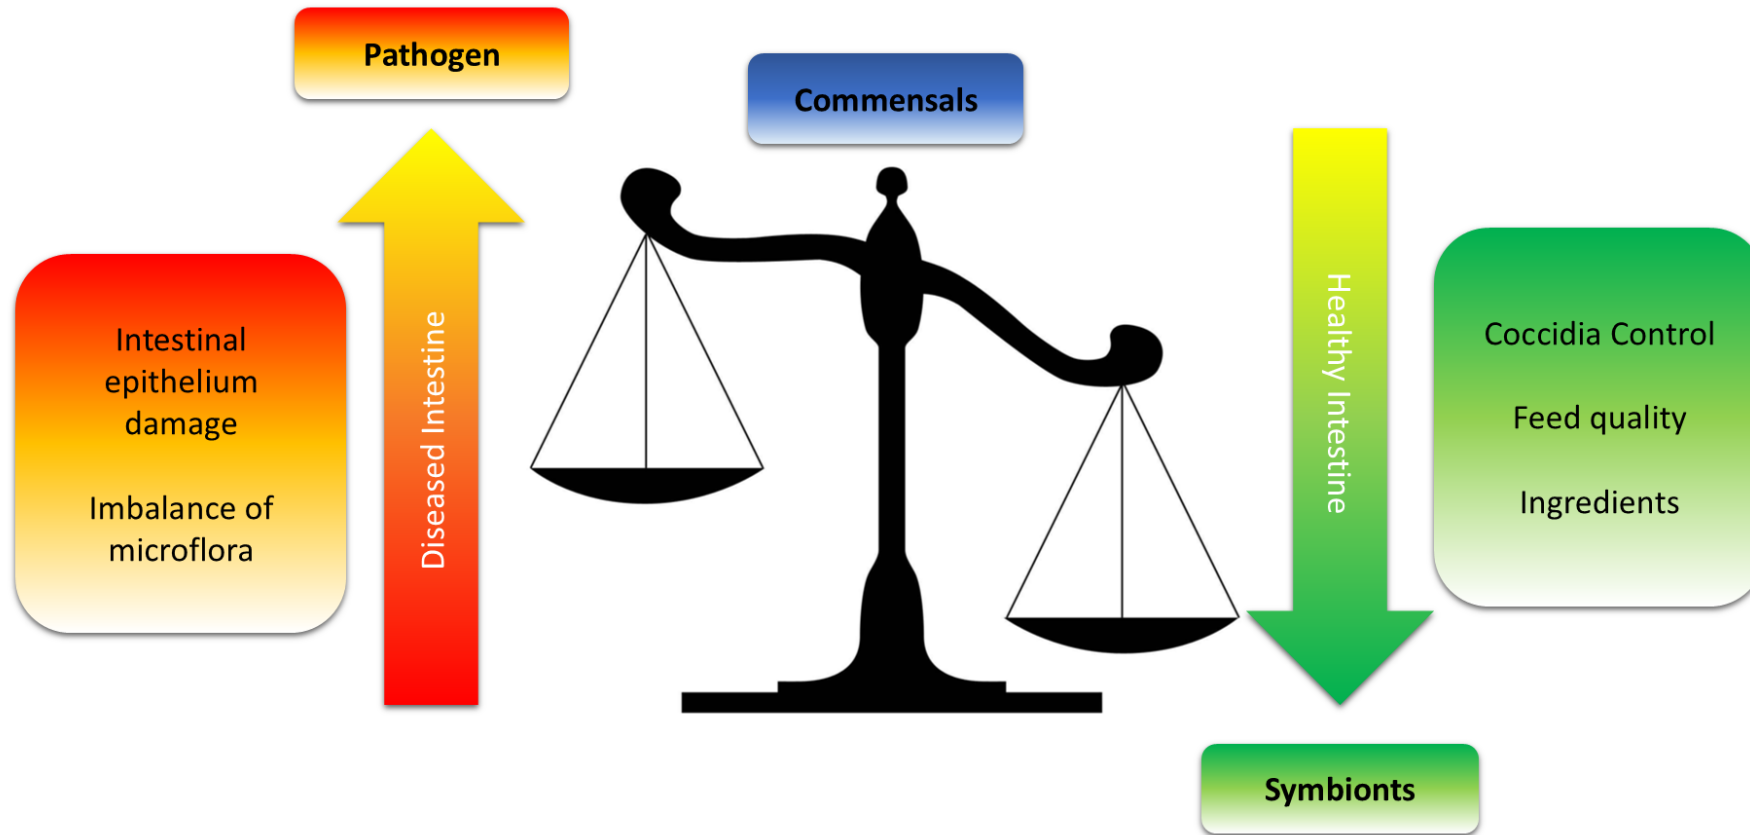 Pathogen
Commensals
Intestinal
epithelium
damage
Imbalance of
microflora
Diseased Intestine
Healthy Intestine
Coccidia Control
Feed quality
Ingredients
Symbionts